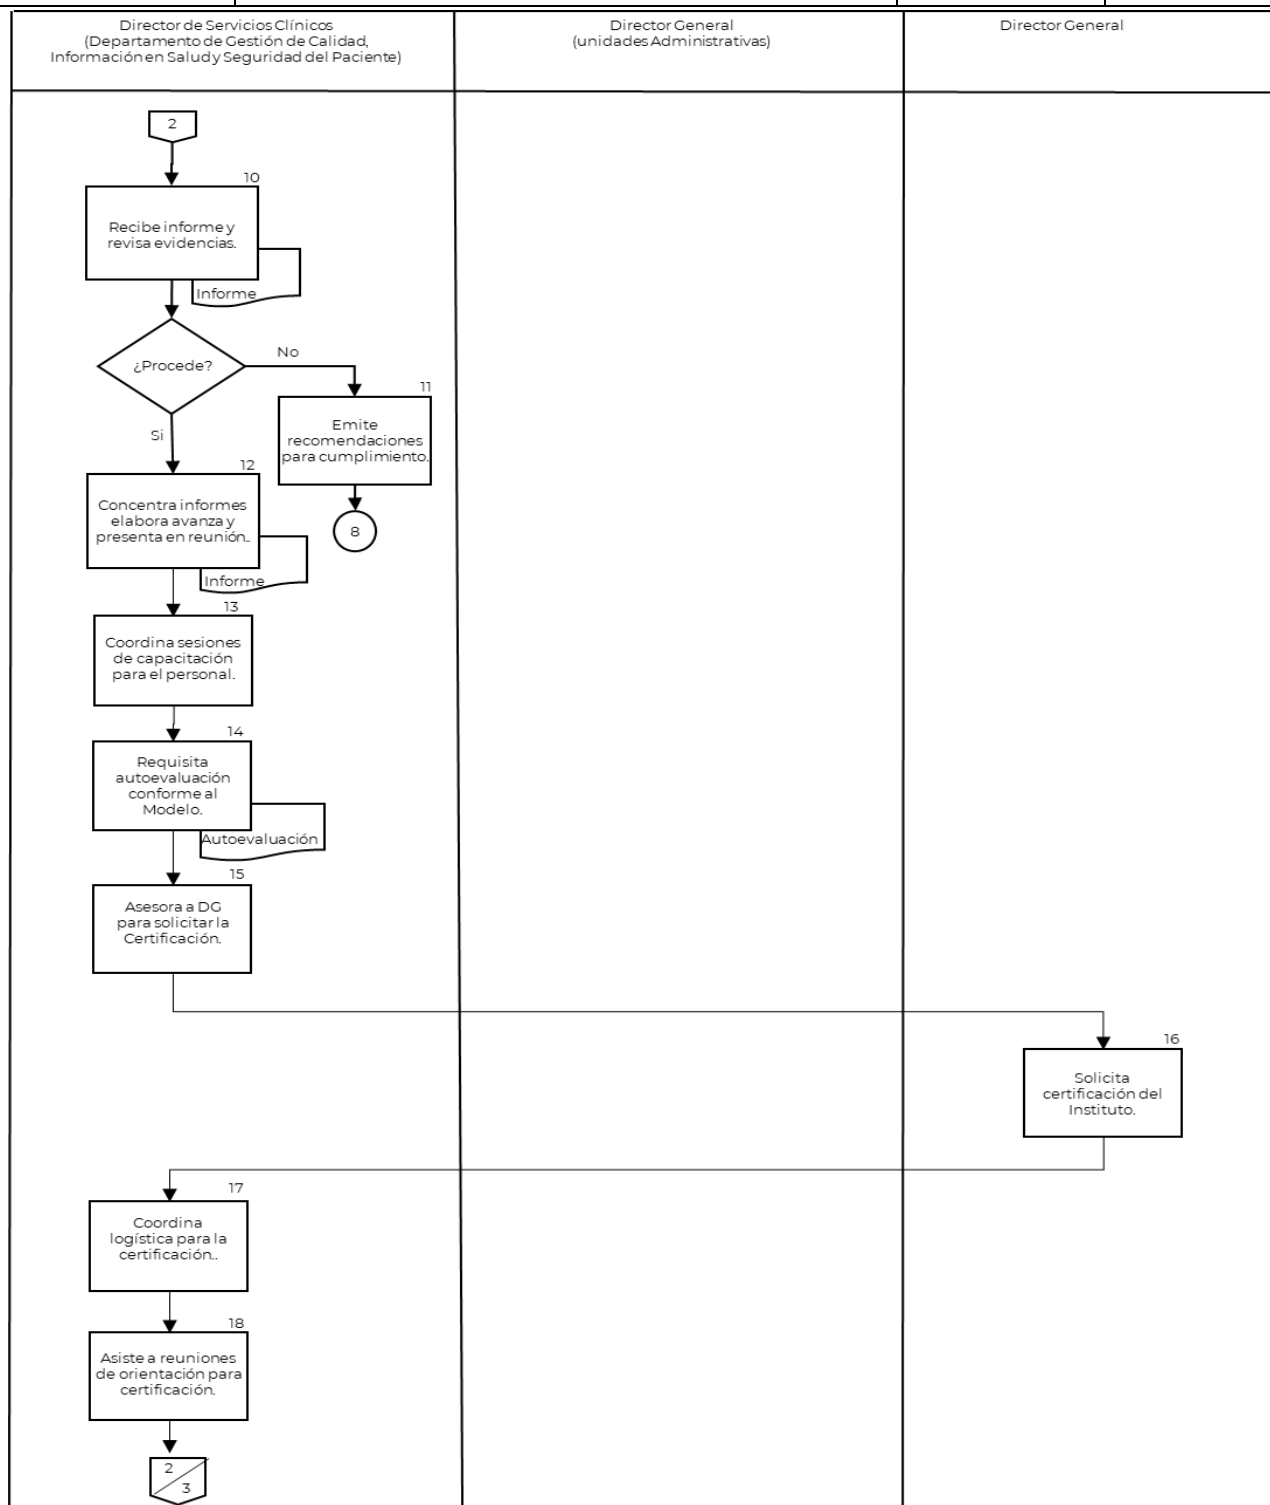 Director de Servicios Clínicos
(Departamento de Gestión de Calidad,
Información en Salud y Seguridad del Paciente)
Director General
(unidades Administrativas)
Director General
2
10
Recibe informe y
revisa evidencias.
Informe
¿Procede?
No
11
Emite
recomendaciones
para cumplimiento.
8
Si
12
Concentra informes
elabora avanza y
presenta en reunión..
Informe
13
Coordina sesiones
de capacitación
para el personal.
14
Requisita
autoevaluación
conforme al
Modelo.
Autoevaluación
15
Asesora a DG
para solicitar la
Certificación.
16
Solicita
certificación del
Instituto.
17
Coordina
logística para la
certificación..
18
Asiste a reuniones
de orientación para
certificación.
2
3